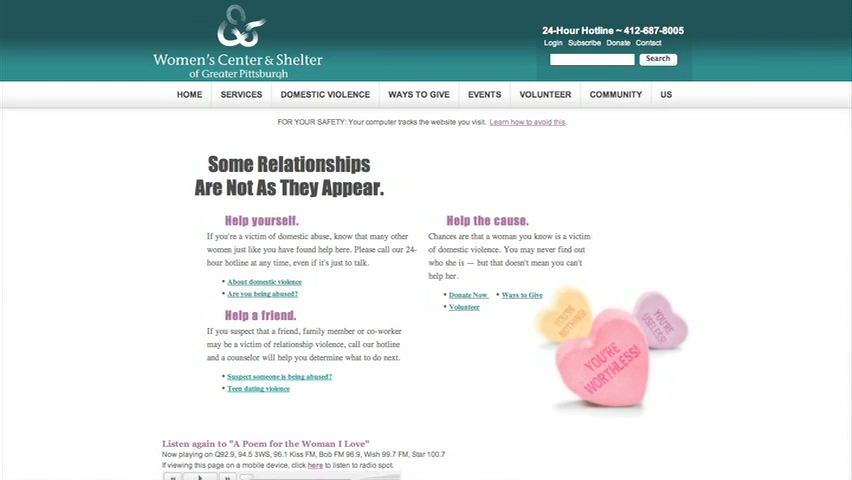 Women's Center & Shelter
of Greater Pittsburgh
24-Hour Hotline ~ 412-687-8005
Login Subscribe Donate Contact
Search
HOME SERVICES DOMESTIC VIOLENCE WAYS TO GIVE EVENTS VOLUNTEER COMMUNITY US
FOR YOUR SAFETY: Your computer tracks the website you visit. Learn how to avoid this.
Some Relationships
Are Not As They Appear.
Help yourself.
If you're a victim of domestic abuse, know that many other
women just like you have found help here. Please call our 24-
hour hotline at any time, even if it's just to talk.
• About domestic violence
• Are you being abused?
Help a friend.
If you suspect that a friend, family member or co-worker
may be a victim of relationship violence, call our hotline
and a counselor will help you determine what to do next.
• Suspect someone is being abused?
• Teen dating violence
Help the cause.
Chances are that a woman you know is a victim
of domestic violence. You may never find out
who she is — but that doesn't mean you can't
help her.
• Donate Now • Ways to Give
• Volunteer
YOU'RE
NOTHING!
YOU'RE
USELESS!
YOU'RE
WORTHLESS!
Listen again to "A Poem for the Woman I Love"
Now playing on Q92.9, 94.5 3WS, 96.1 Kiss FM, Bob FM 96.9, Wish 99.7 FM, Star 100.7
If viewing this page on a mobile device, click here to listen to radio spot.